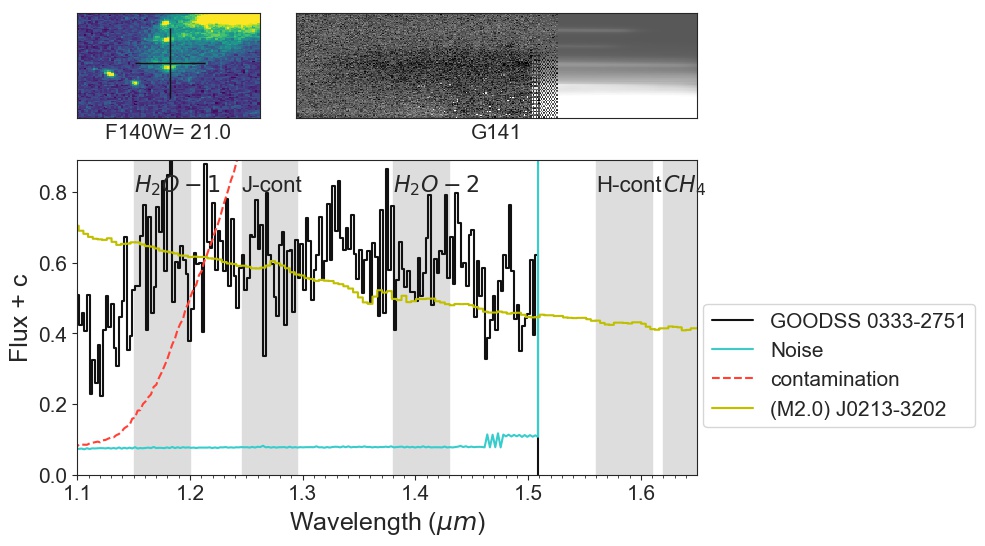 F140W= 21.0
G141
H₂O − 1
J-cont
H₂O − 2
H-cont
CH₄
0.8
0.6
0.4
0.2
0.0
Flux + c
1.1 1.2 1.3 1.4 1.5 1.6
Wavelength (μm)
GOODSS 0333-2751
Noise
contamination
(M2.0) J0213-3202